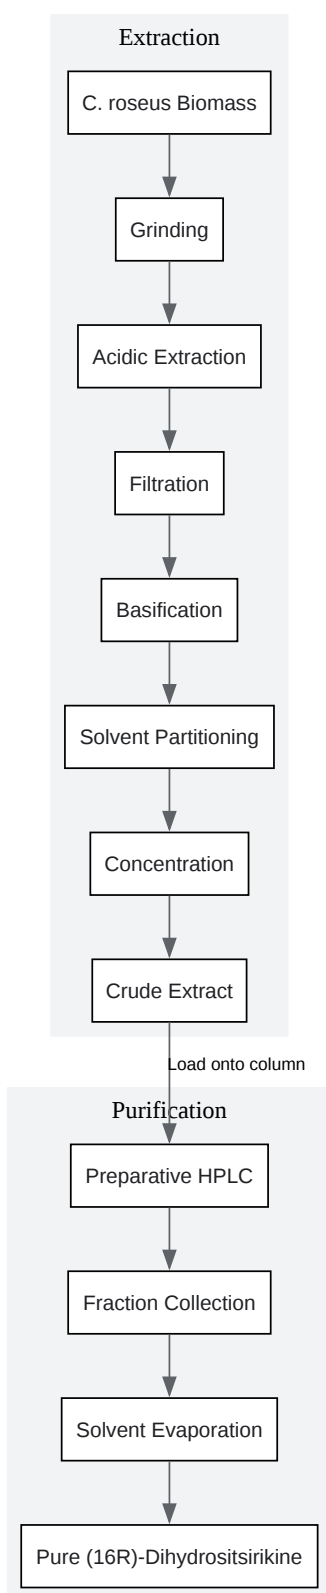 Extraction
C. roseus Biomass
Grinding
Acidic Extraction
Filtration
Basification
Solvent Partitioning
Concentration
Crude Extract
Load onto column
Purification
Preparative HPLC
Fraction Collection
Solvent Evaporation
Pure (16R)-Dihydrositsirikine